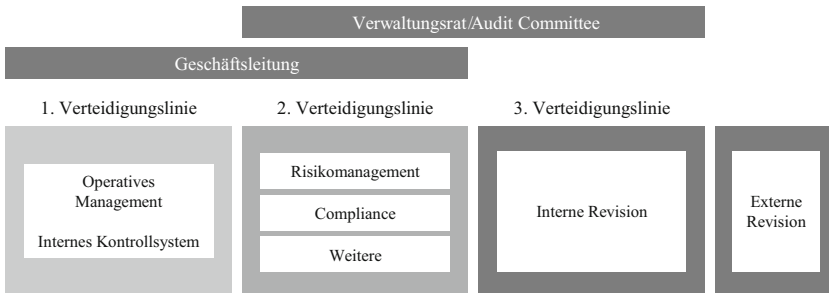 Verwaltungsrat/Audit Committee
Geschäftsleitung
1. Verteidigungslinie
2. Verteidigungslinie
3. Verteidigungslinie
Operatives
Management
Internes Kontrollsystem
Risikomanagement
Compliance
Weitere
Interne Revision
Externe
Revision